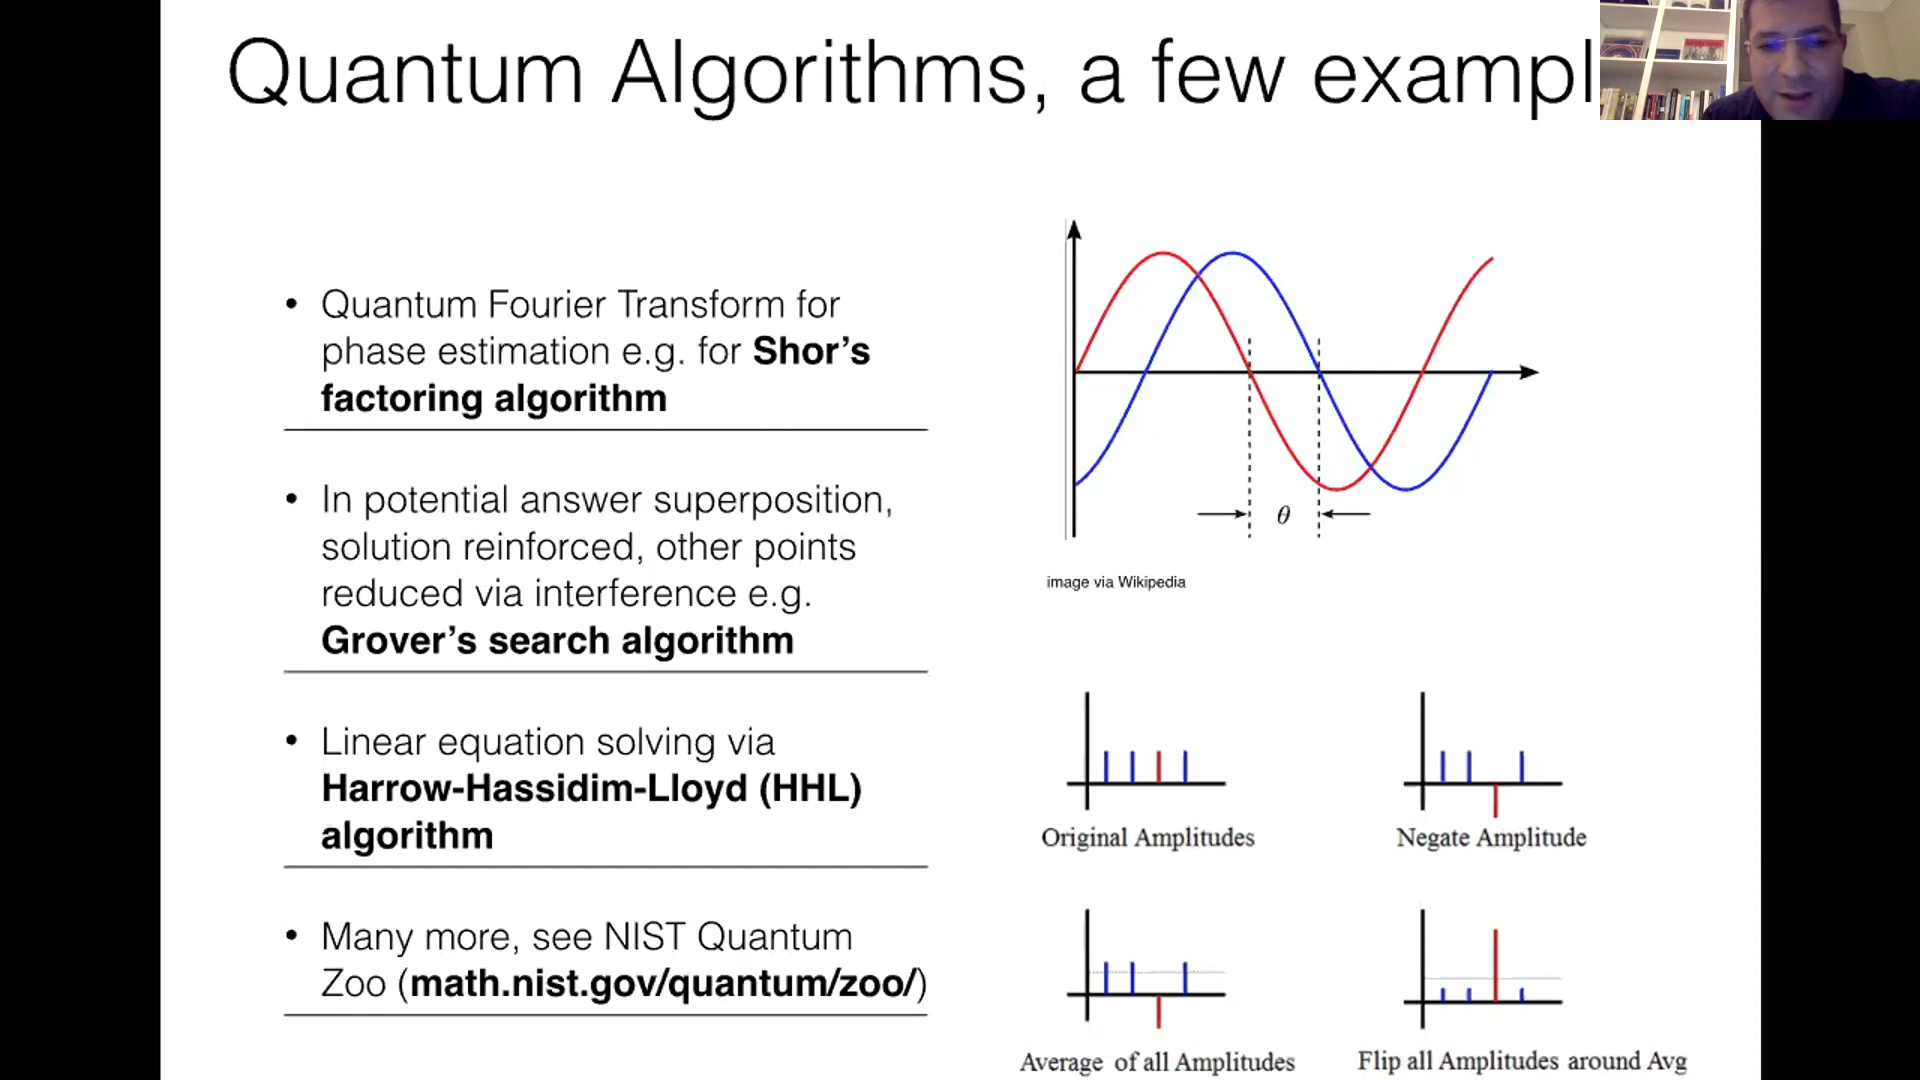 Quantum Algorithms, a few exampl
• Quantum Fourier Transform for
phase estimation e.g. for Shor’s
factoring algorithm
• In potential answer superposition,
solution reinforced, other points
reduced via interference e.g.
Grover’s search algorithm
• Linear equation solving via
Harrow-Hassidim-Lloyd (HHL)
algorithm
• Many more, see NIST Quantum
Zoo (math.nist.gov/quantum/zoo/)
θ
image via Wikipedia
Original Amplitudes
Negate Amplitude
Average of all Amplitudes
Flip all Amplitudes around Avg